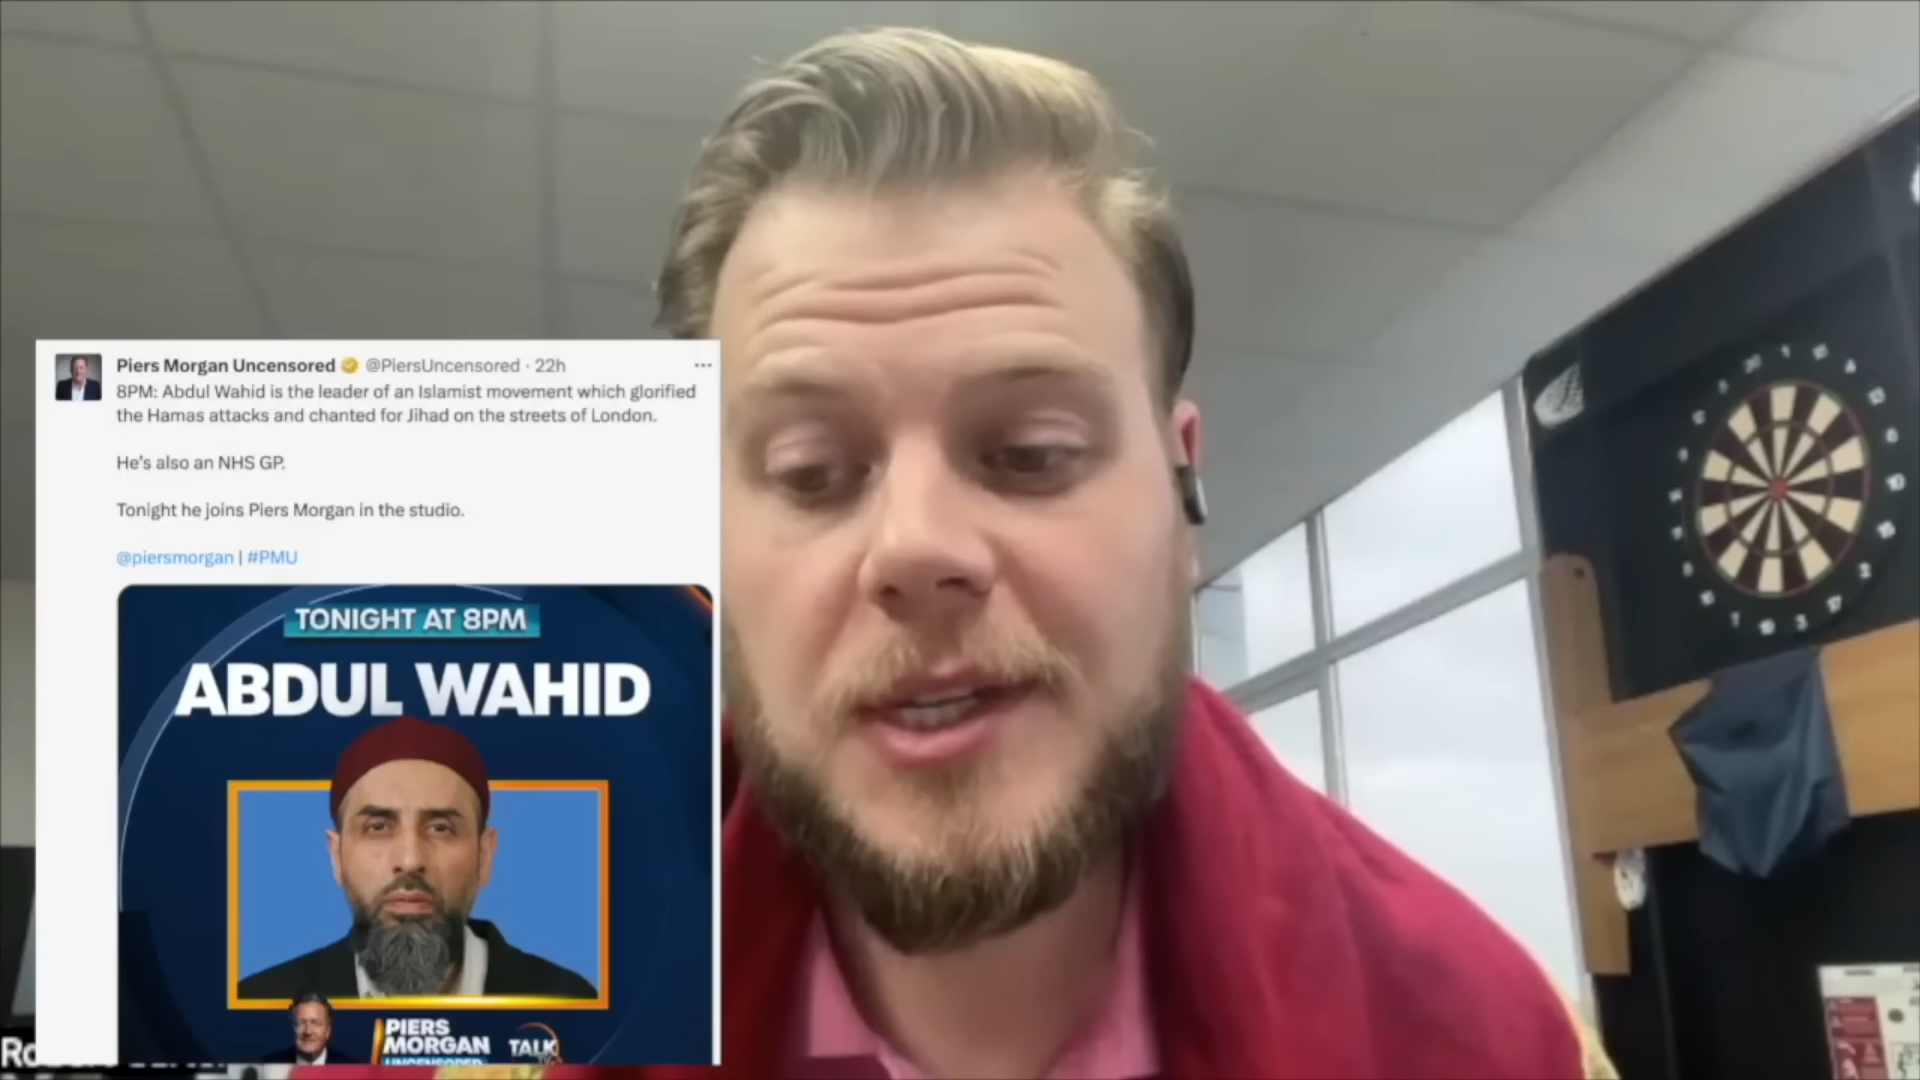 Piers Morgan Uncensored @PiersUncensored · 22h
8PM: Abdul Wahid is the leader of an Islamist movement which glorified
the Hamas attacks and chanted for Jihad on the streets of London.
He's also an NHS GP.
Tonight he joins Piers Morgan in the studio.
@piersmorgan | #PMU
TONIGHT AT 8PM
ABDUL WAHID
PIERS
MORGAN
UNCENSORED
TALK